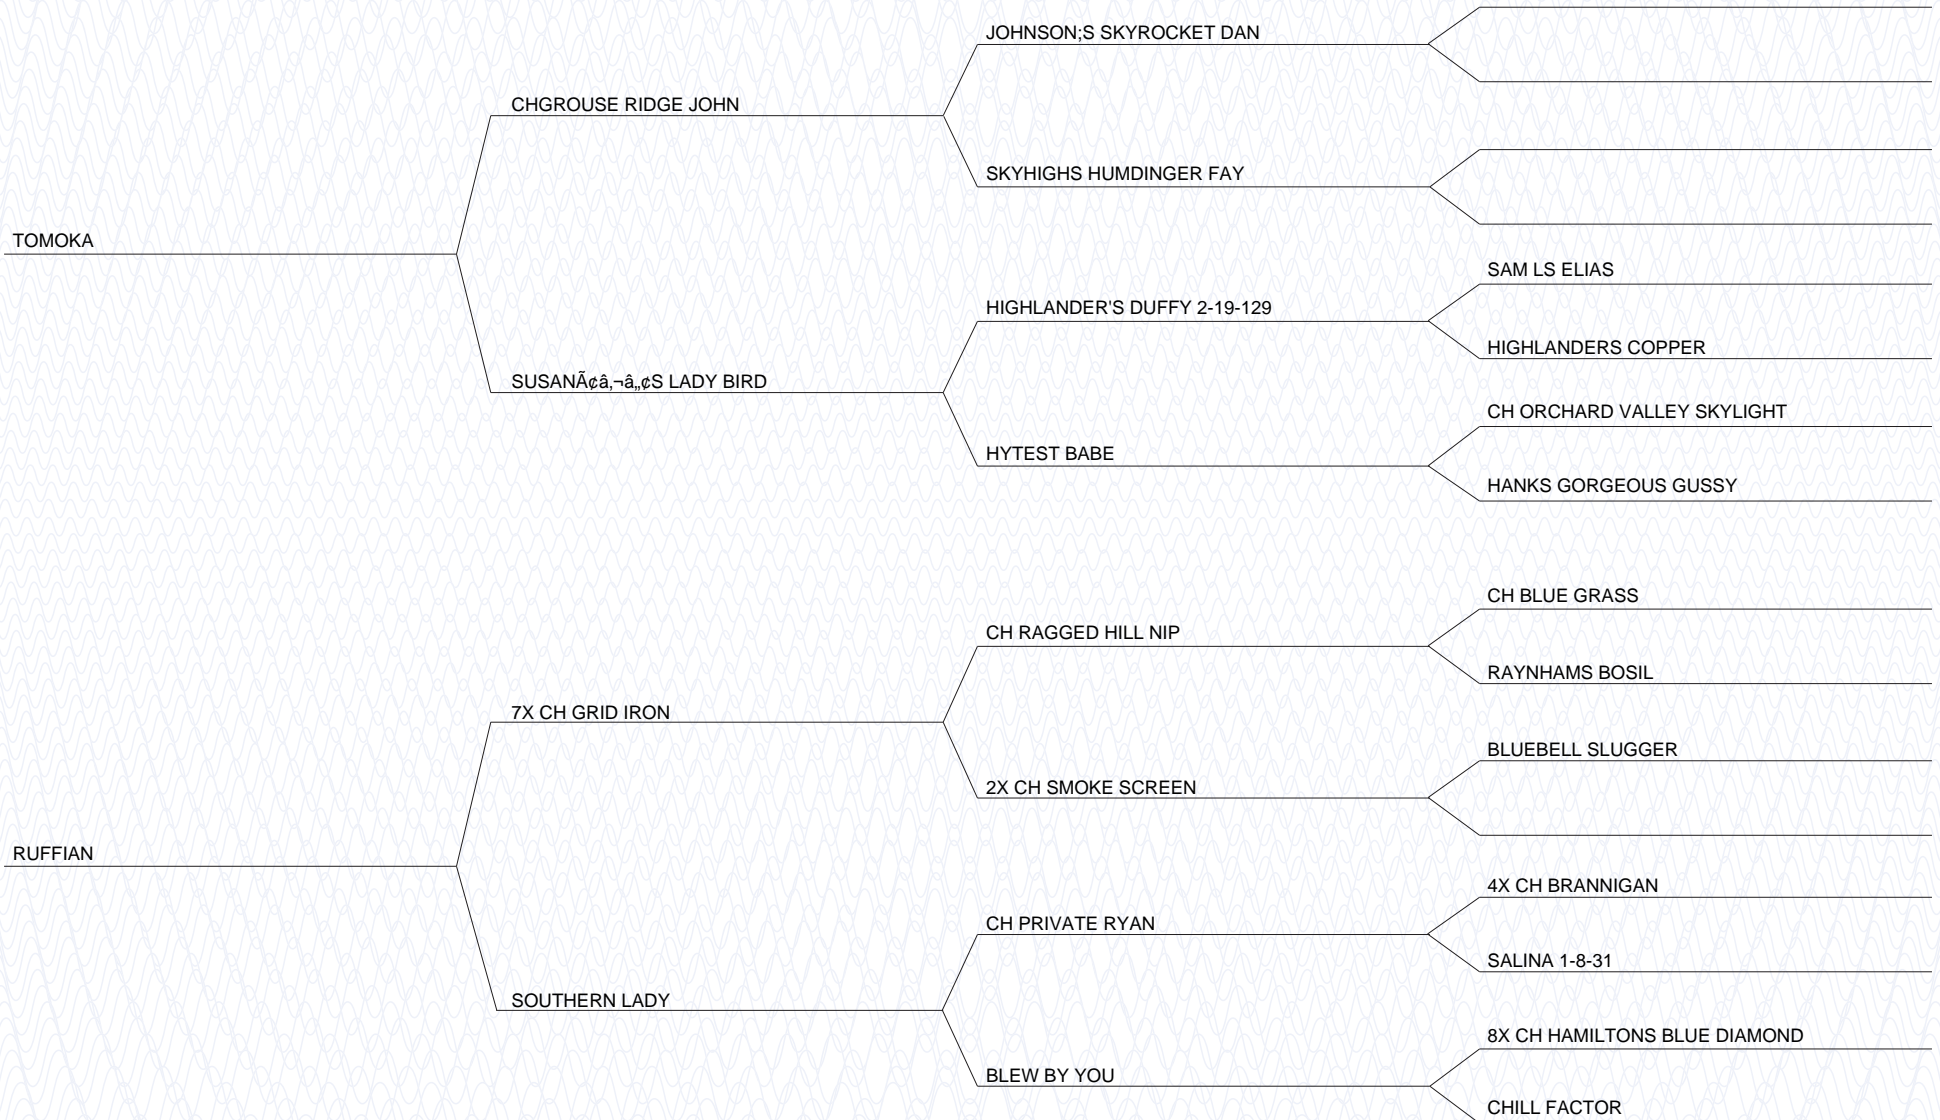 JOHNSON;S SKYROCKET DAN
CHGROUSE RIDGE JOHN
SKYHIGHS HUMDINGER FAY
TOMOKA
SAM LS ELIAS
HIGHLANDER'S DUFFY 2-19-129
HIGHLANDERS COPPER
SUSANÃ¢â‚¬â„¢S LADY BIRD
CH ORCHARD VALLEY SKYLIGHT
HYTEST BABE
HANKS GORGEOUS GUSSY
CH BLUE GRASS
CH RAGGED HILL NIP
RAYNHAMS BOSIL
7X CH GRID IRON
BLUEBELL SLUGGER
2X CH SMOKE SCREEN
RUFFIAN
4X CH BRANNIGAN
CH PRIVATE RYAN
SALINA 1-8-31
SOUTHERN LADY
8X CH HAMILTONS BLUE DIAMOND
BLEW BY YOU
CHILL FACTOR